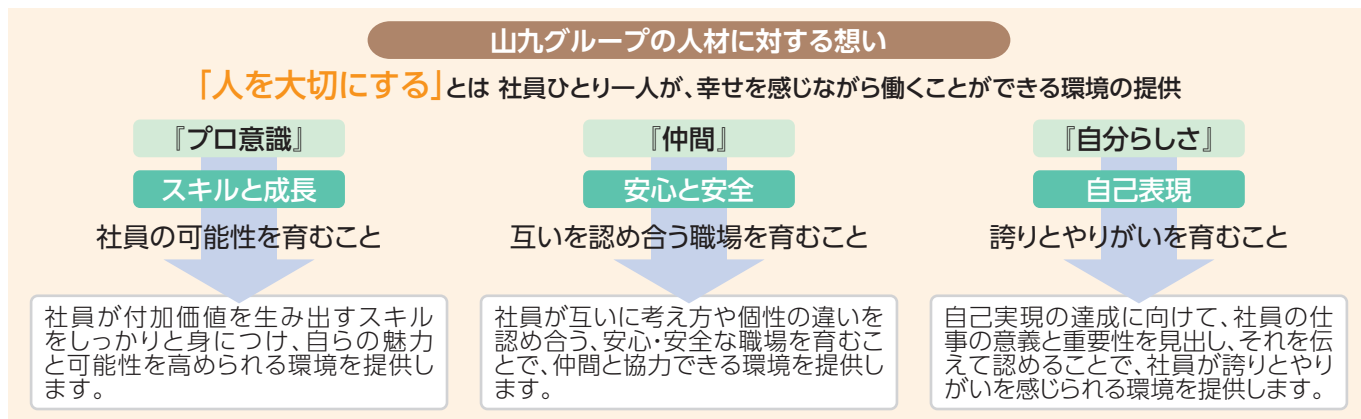 山九グループの人材に対する想い
「人を大切にする」とは 社員ひとり一人が、幸せを感じながら働くことができる環境の提供
『プロ意識』
スキルと成長
社員の可能性を育むこと
社員が付加価値を生み出すスキル
をしっかりと身につけ、自らの魅力
と可能性を高められる環境を提供し
ます。
『仲間』
安心と安全
互いを認め合う職場を育むこと
社員が互いに考え方や個性の違いを
認め合う、安心・安全な職場を育むこ
とで、仲間と協力できる環境を提供し
ます。
『自分らしさ』
自己表現
誇りとやりがいを育むこと
自己実現の達成に向けて、社員の仕
事の意義と重要性を見出し、それを伝
えて認めることで、社員が誇りとやり
がいを感じられる環境を提供します。